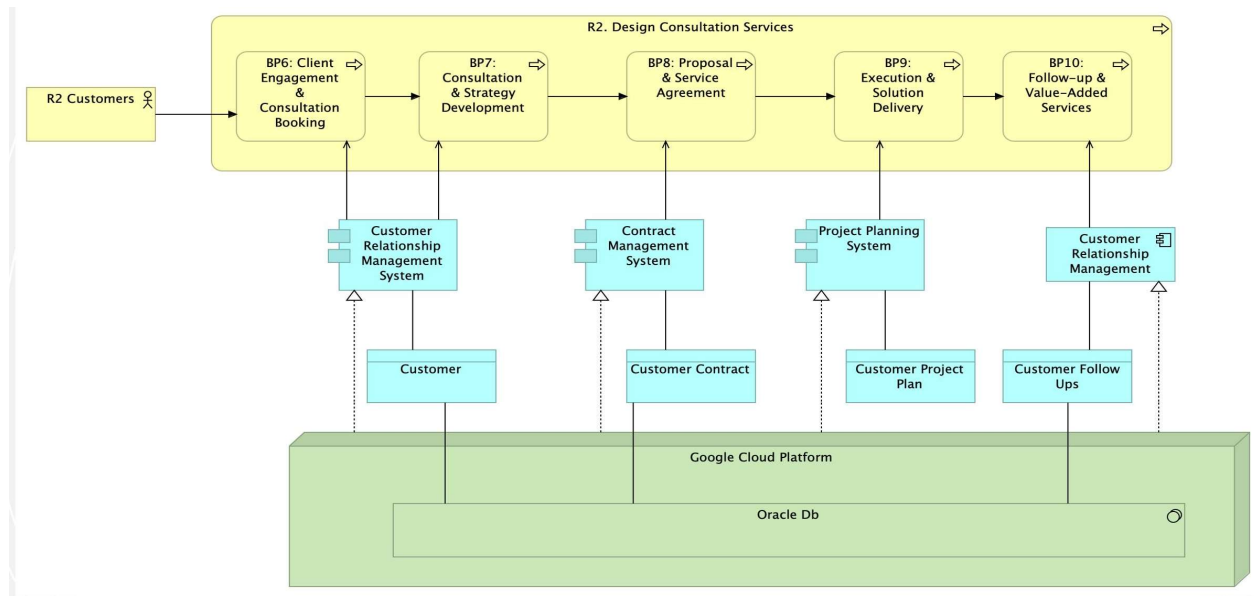 R2. Design Consultation Services
R2 Customers
BP6: Client
Engagement
&
Consultation
Booking
BP7:
Consultation
& Strategy
Development
BP8: Proposal
& Service
Agreement
BP9:
Execution &
Solution
Delivery
BP10:
Follow-up &
Value-Added
Services
Customer
Relationship
Management
System
Contract
Management
System
Project Planning
System
Customer
Relationship
Management
Customer
Customer Contract
Customer Project
Plan
Customer Follow
Ups
Google Cloud Platform
Oracle Db